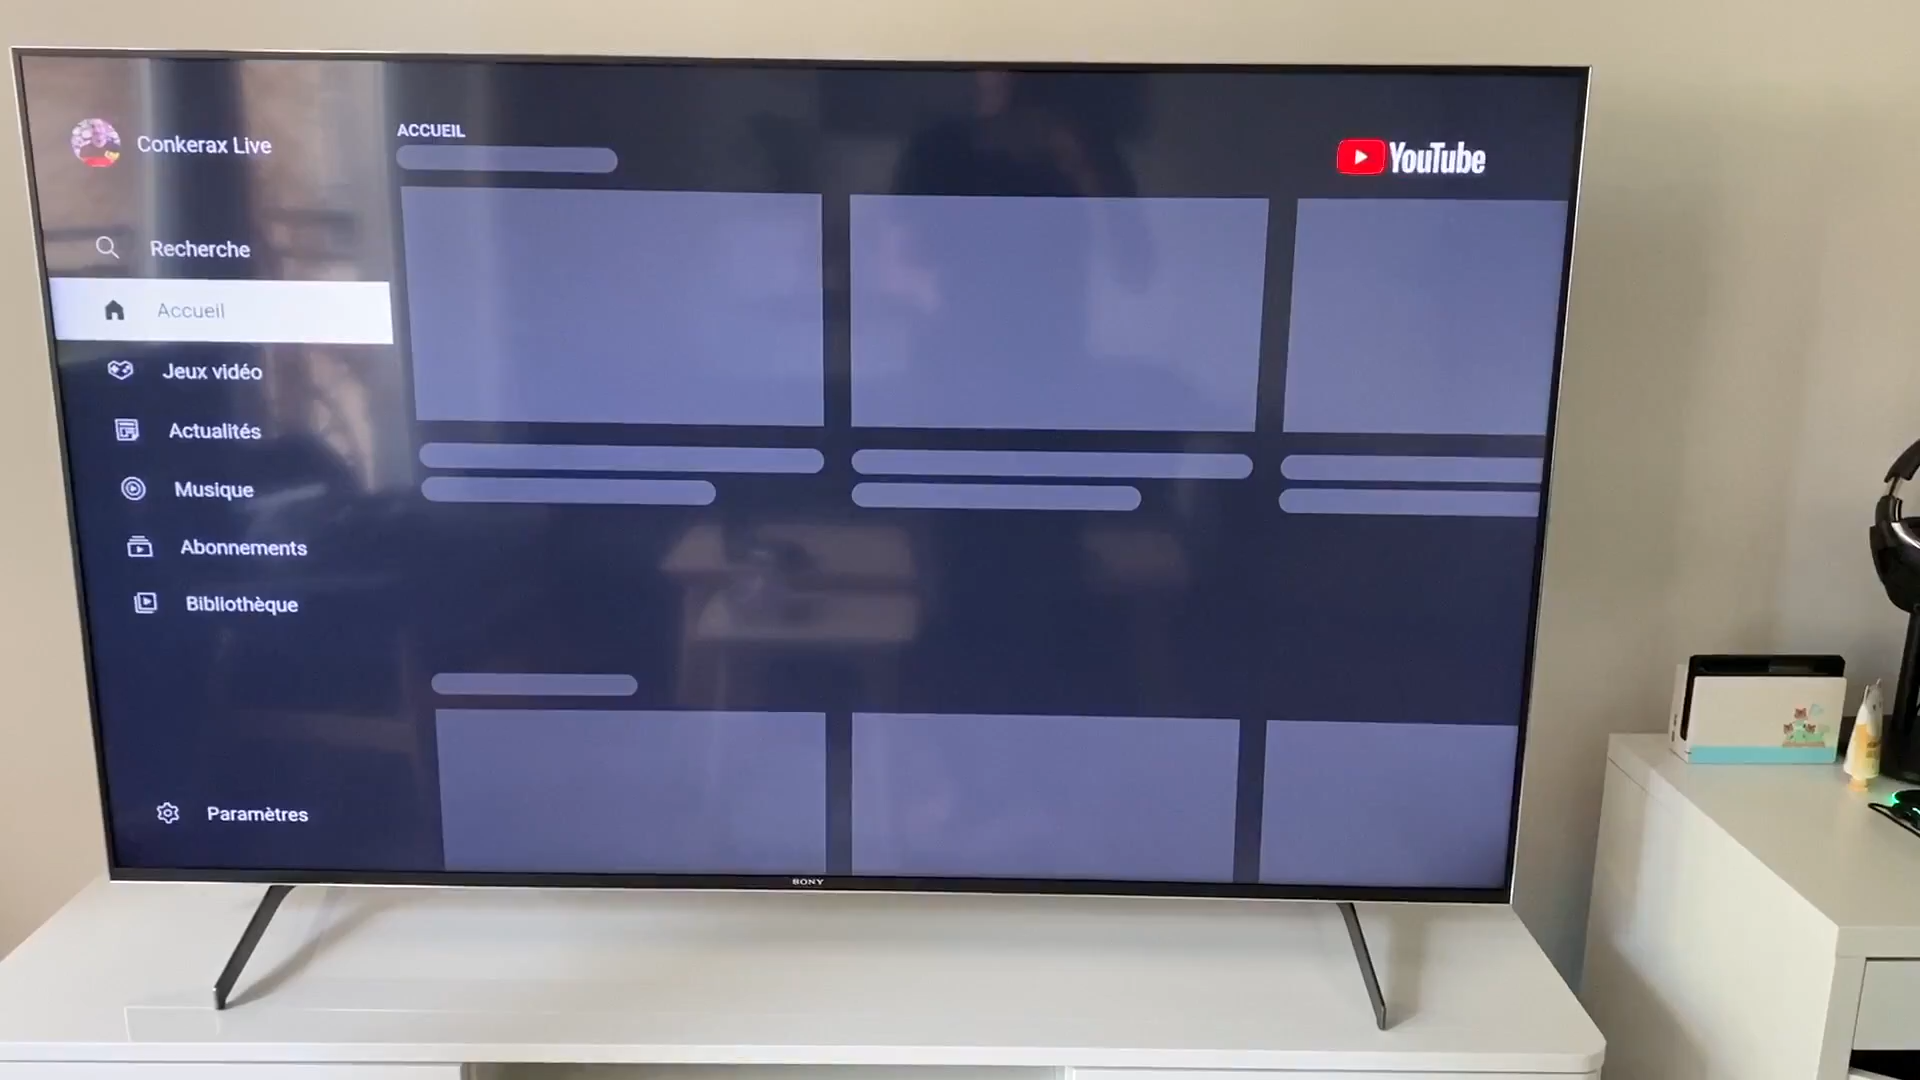 Conkerax Live
Recherche
Accueil
Jeux vidéo
Actualités
Musique
Abonnements
Bibliothèque
Paramètres
ACCUEIL
YouTube
SONY